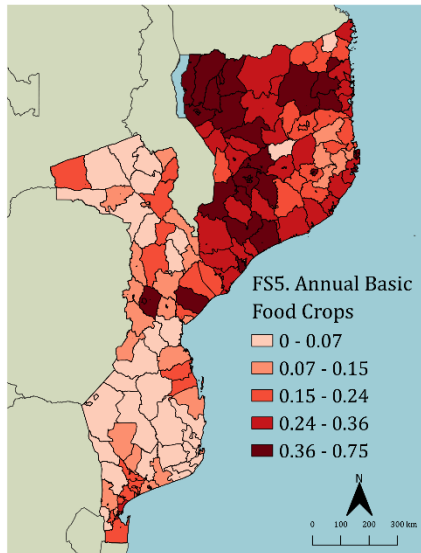 FS5. Annual Basic
Food Crops
0 - 0.07
0.07 - 0.15
0.15 - 0.24
0.24 - 0.36
0.36 - 0.75
N
0 100 200 300 km